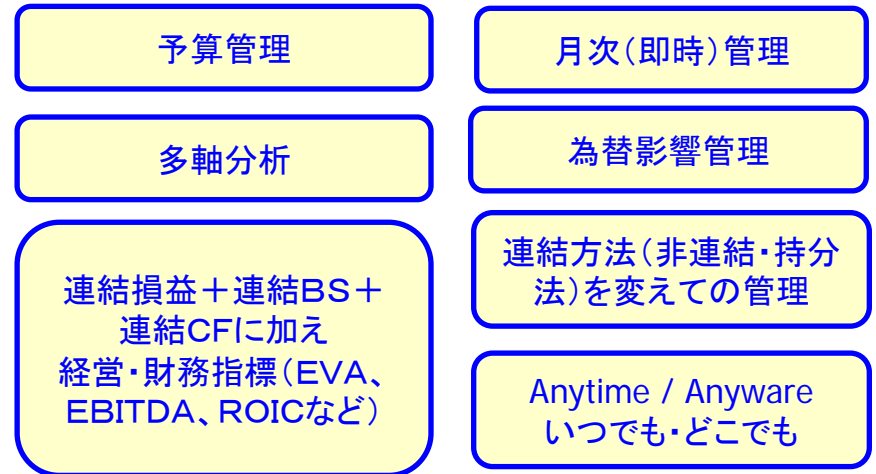 予算管理
月次(即時)管理
多軸分析
為替影響管理
連結損益＋連結ＢＳ＋
連結ＣＦに加え
経営・財務指標(ＥＶＡ、
ＥＢＩＴＤＡ、ＲＯＩＣなど)
連結方法(非連結・持分
法)を変えての管理
Anytime / Anyware
いつでも・どこでも